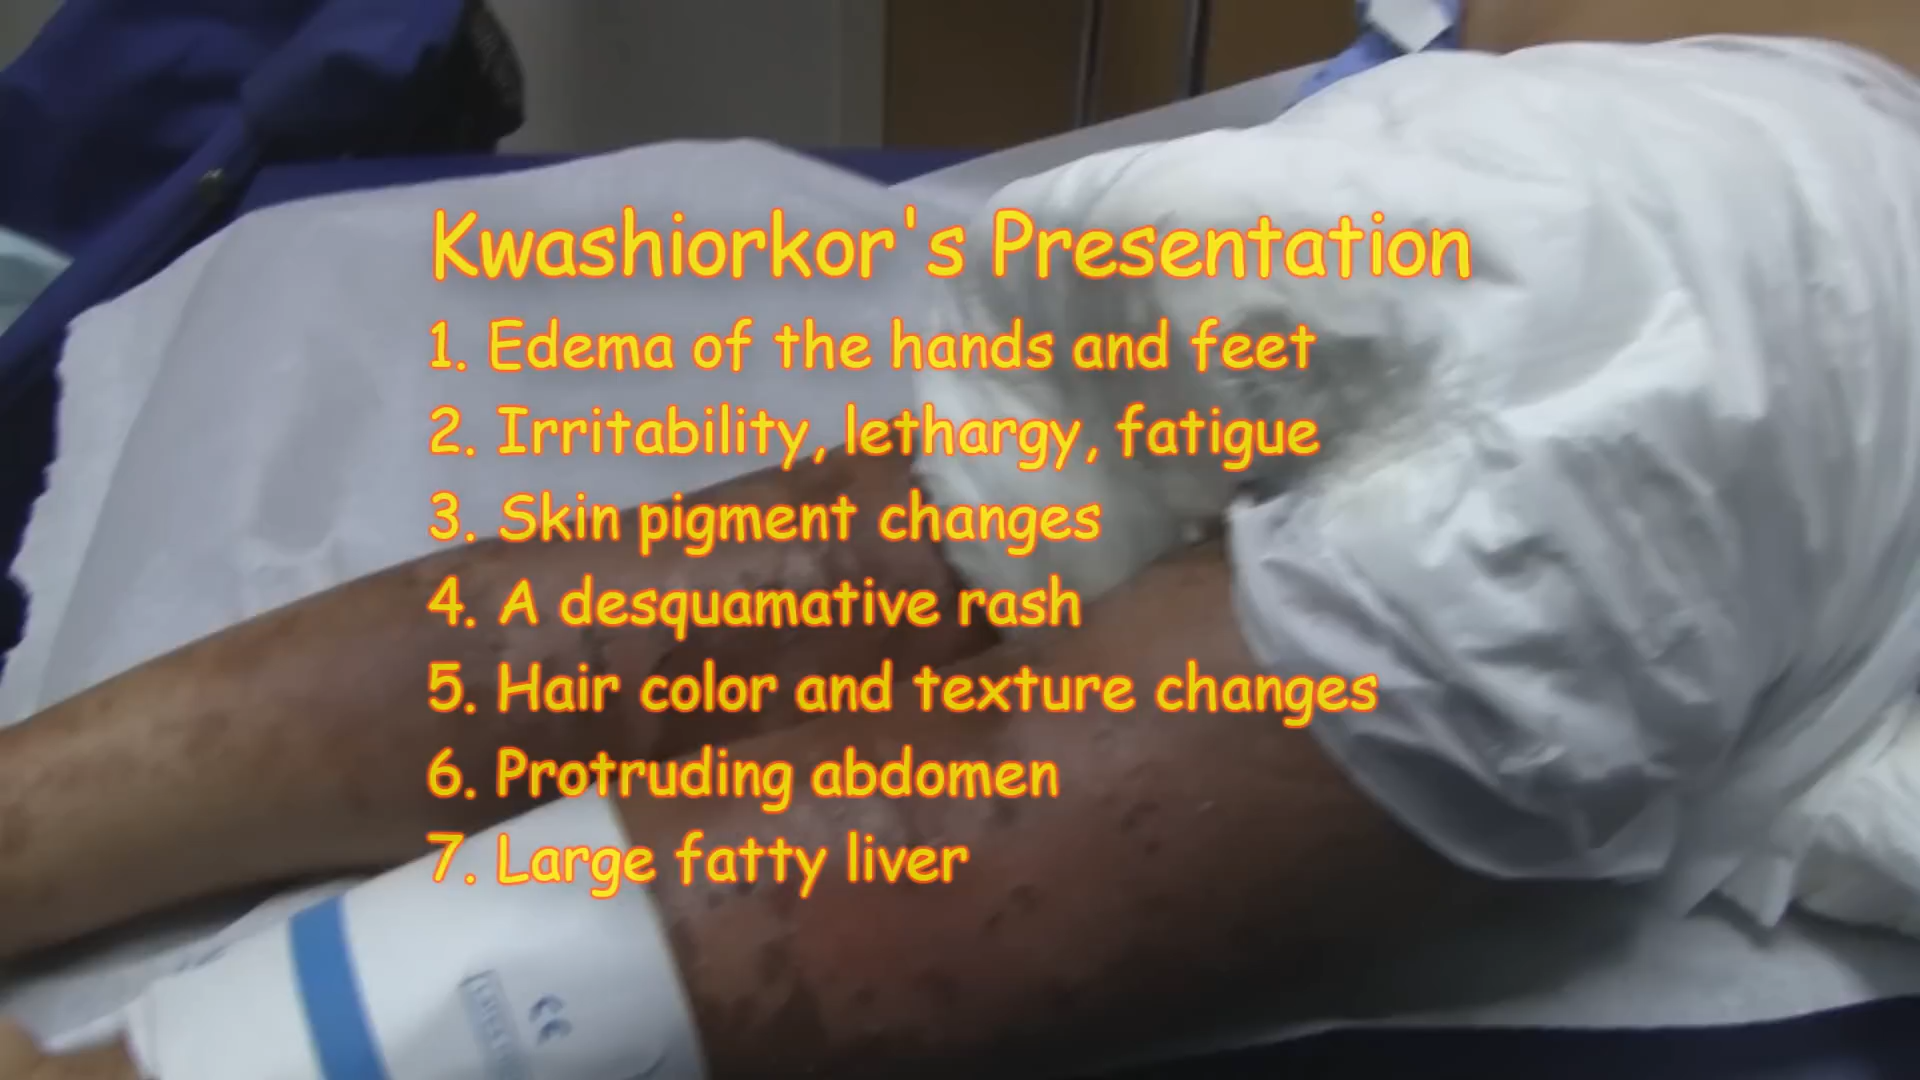 Kwashiorkor's Presentation
1. Edema of the hands and feet
2. Irritability, lethargy, fatigue
3. Skin pigment changes
4. A desquamative rash
5. Hair color and texture changes
6. Protruding abdomen
7. Large fatty liver
CE